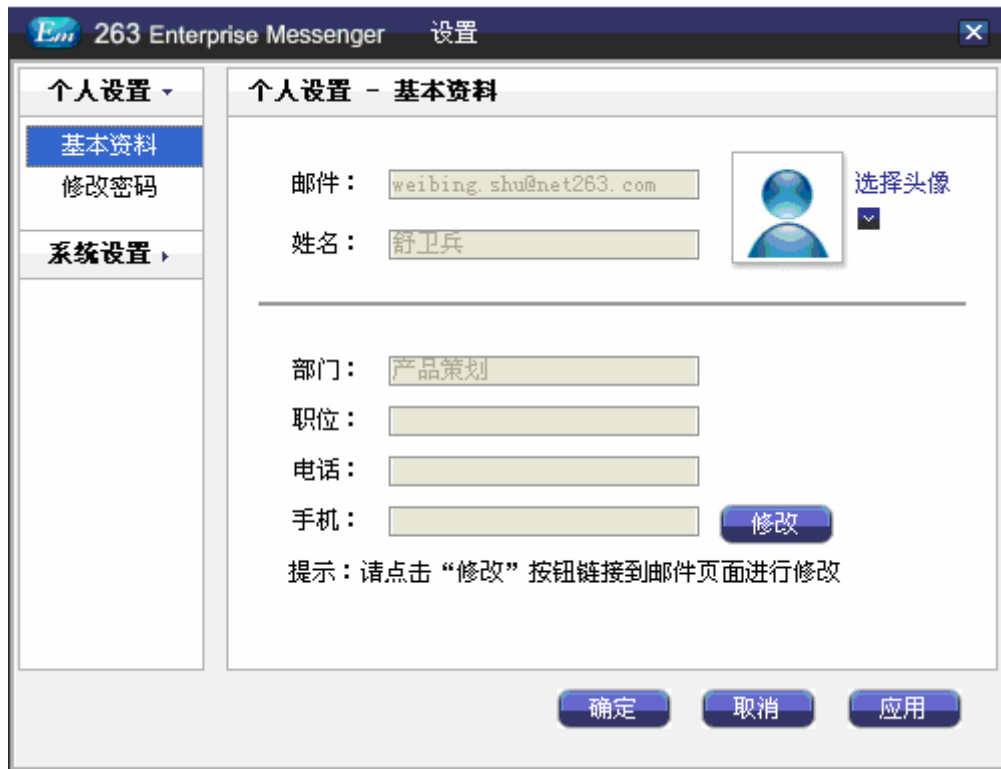 Em 263 Enterprise Messenger 设置
个人设置
基本资料
修改密码
系统设置
个人设置 - 基本资料
邮件： weibing.shu@net263.com
选择头像
姓名： 舒卫兵
部门： 产品策划
职位：
电话：
手机： 修改
提示：请点击“修改”按钮链接到邮件页面进行修改
确定 取消 应用